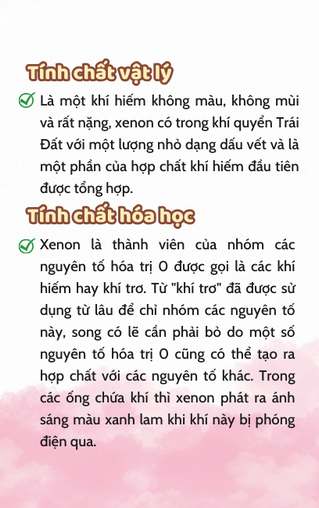 Tính chất vật lý
Là một khí hiếm không màu, không mùi
và rất nặng, xenon có trong khí quyển Trái
Đất với một lượng nhỏ dạng dấu vết và là
một phần của hợp chất khí hiếm đầu tiên
được tổng hợp.
Tính chất hóa học
Xenon là thành viên của nhóm các
nguyên tố hóa trị 0 được gọi là các khí
hiếm hay khí trơ. Từ "khí trơ" đã được sử
dụng từ lâu để chỉ nhóm các nguyên tố
này, song có lẽ cần phải bỏ do một số
nguyên tố hóa trị 0 cũng có thể tạo ra
hợp chất với các nguyên tố khác. Trong
các ống chứa khí thì xenon phát ra ánh
sáng màu xanh lam khi khí này bị phóng
điện qua.